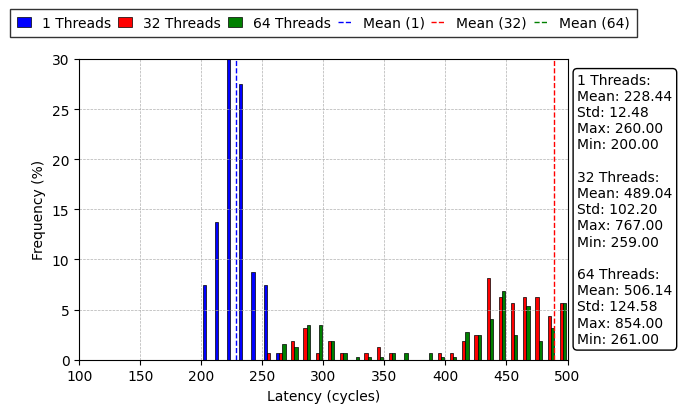 1 Threads 32 Threads 64 Threads Mean (1) Mean (32) Mean (64)
30
25
20
15
10
5
0
Frequency (%)
100 150 200 250 300 350 400 450 500
Latency (cycles)
1 Threads:
Mean: 228.44
Std: 12.48
Max: 260.00
Min: 200.00
32 Threads:
Mean: 489.04
Std: 102.20
Max: 767.00
Min: 259.00
64 Threads:
Mean: 506.14
Std: 124.58
Max: 854.00
Min: 261.00